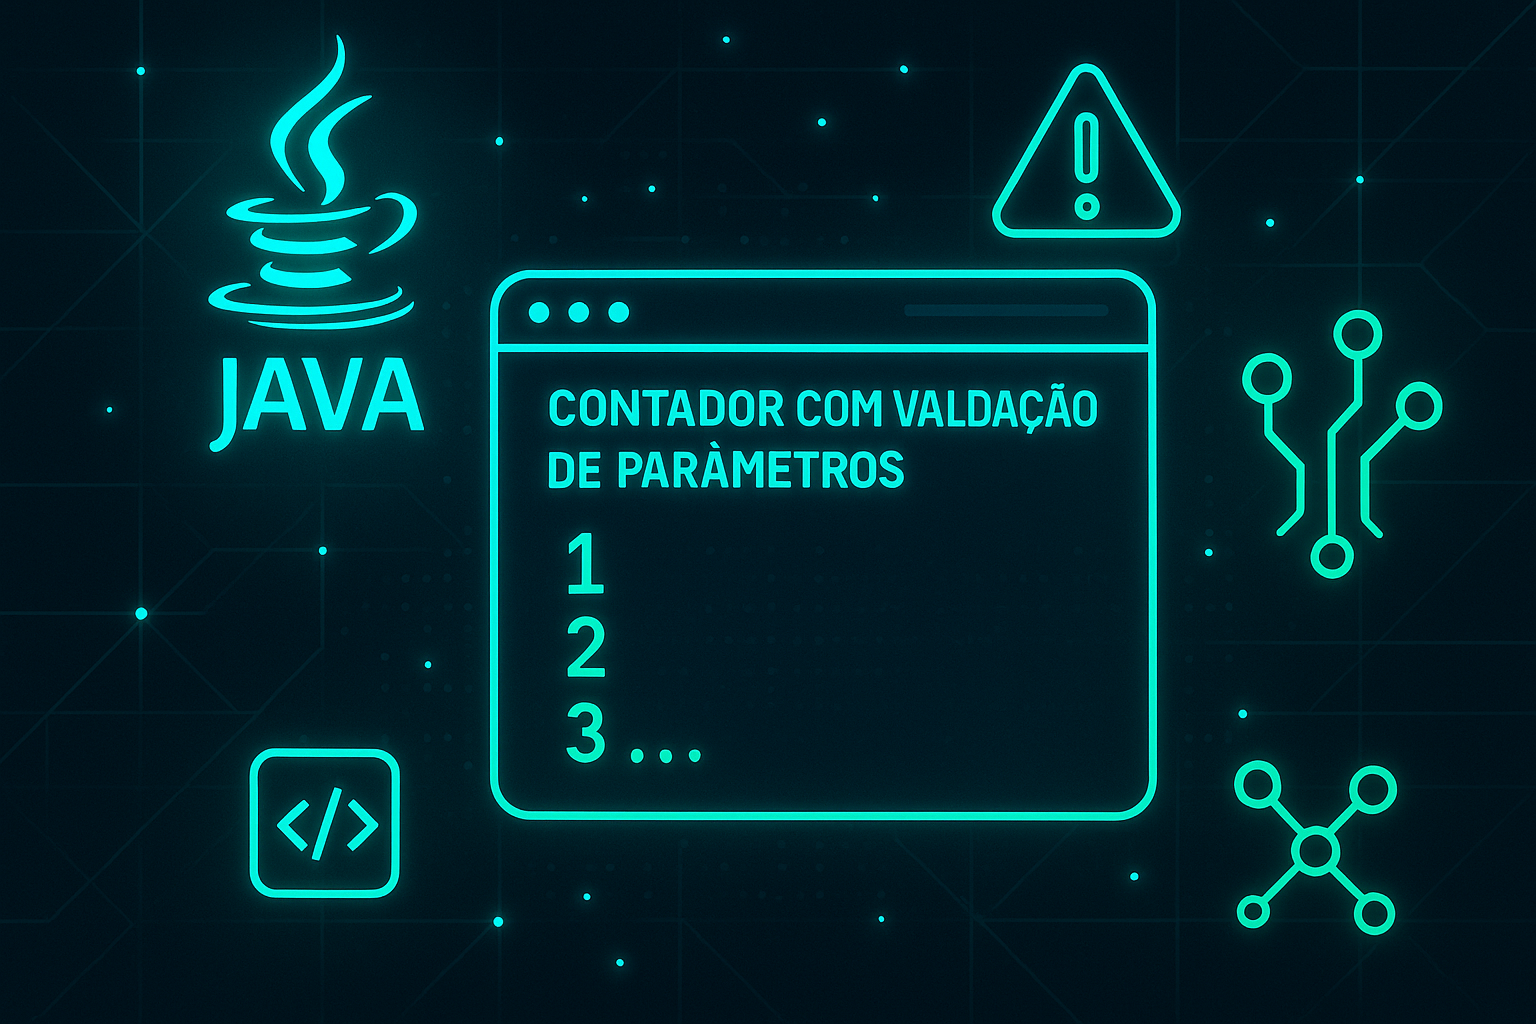 JAVA
CONTADOR COM VALDAÇÃO
DE PARÀMETROS
1
2
3...
</>